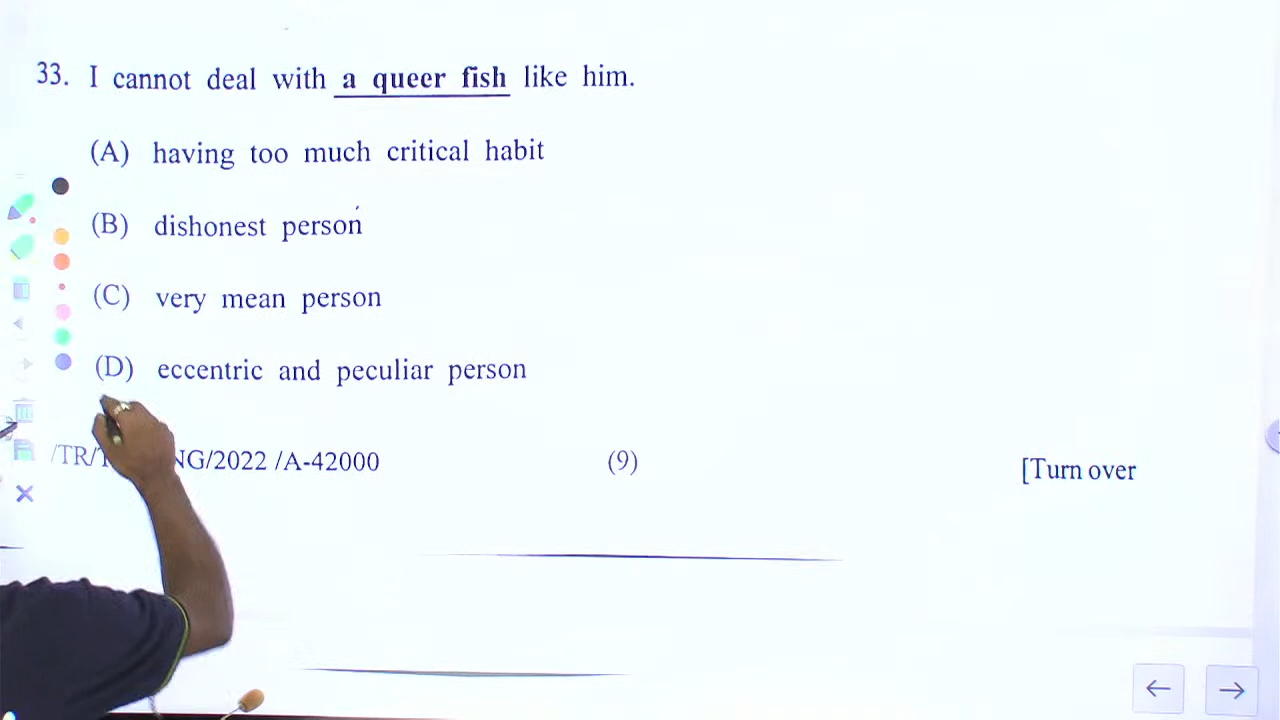 33. I cannot deal with a queer fish like him.
(A) having too much critical habit
(B) dishonest person
(C) very mean person
(D) eccentric and peculiar person
/TR/ NG/2022 /A-42000 (9) [Turn over